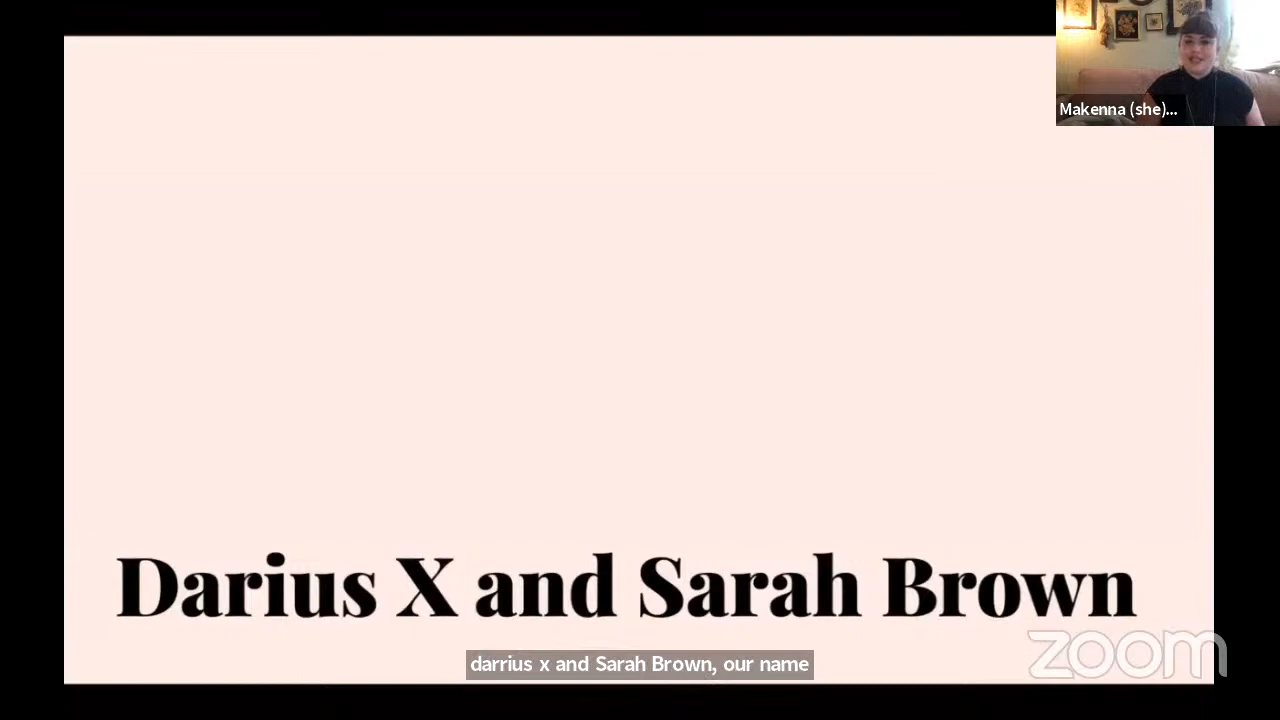 Makenna (she)...
Darius X and Sarah Brown
zoom
darrius x and Sarah Brown, our name